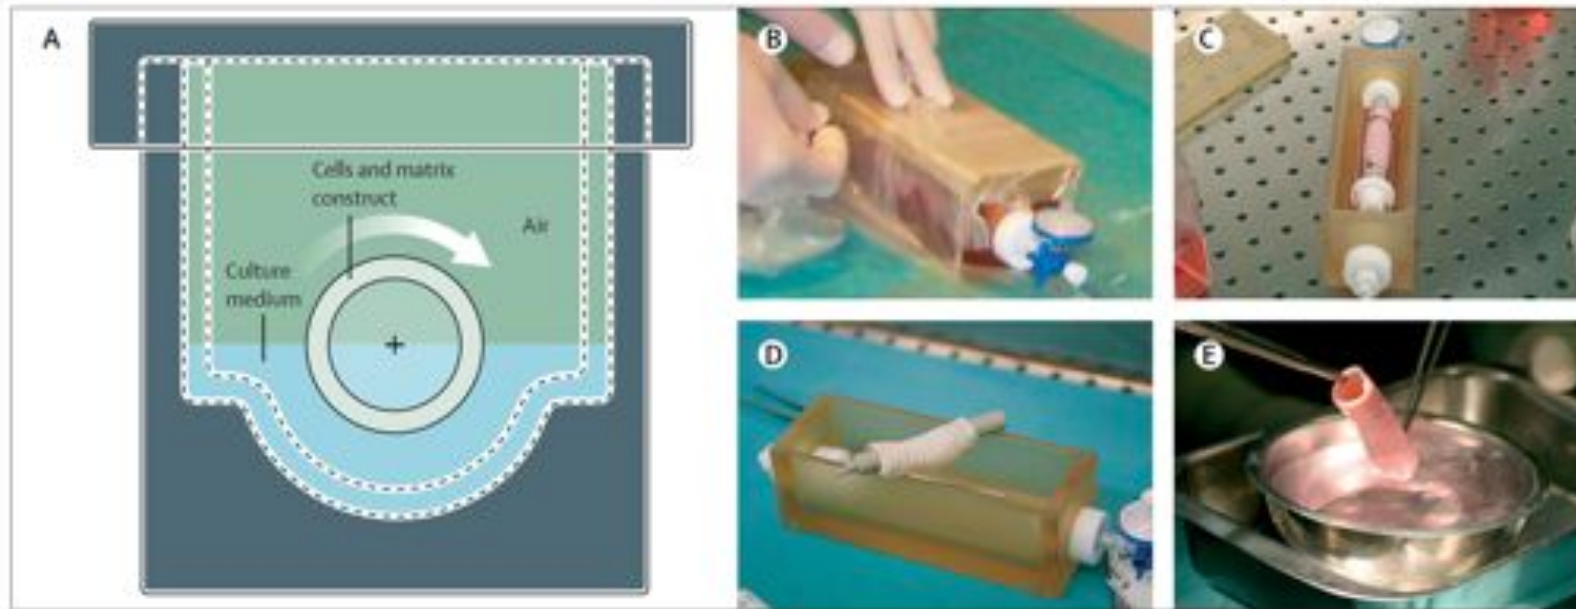 A
Cells and matrix
construct
Air
Culture
medium
B
C
D
E